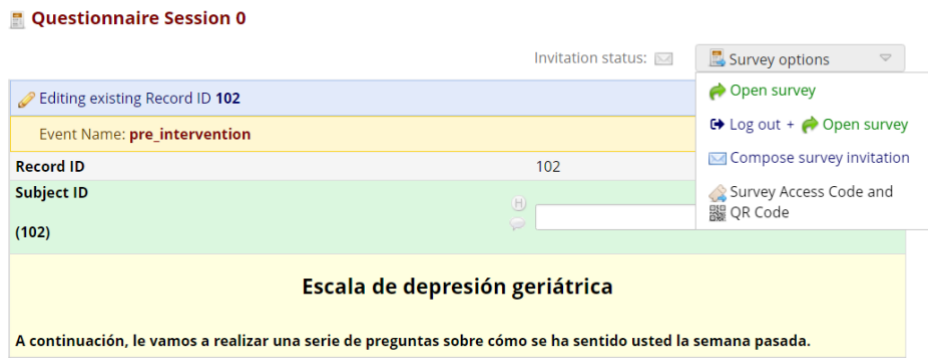 Questionnaire Session 0
Invitation status:
Survey options
Editing existing Record ID 102
Open survey
Log out + Open survey
Event Name: pre_intervention
Compose survey invitation
Record ID
102
Survey Access Code and
QR Code
Subject ID
H
(102)
Escala de depresión geriátrica
A continuación, le vamos a realizar una serie de preguntas sobre cómo se ha sentido usted la semana pasada.